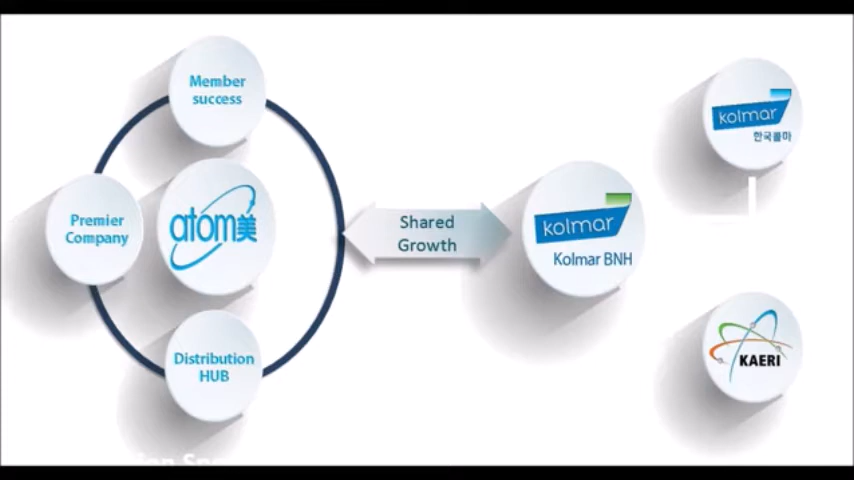 Member
success
Premier
Company
atom美
Distribution
HUB
Shared
Growth
kolmar
Kolmar BNH
kolmar
한국콜마
KAERI